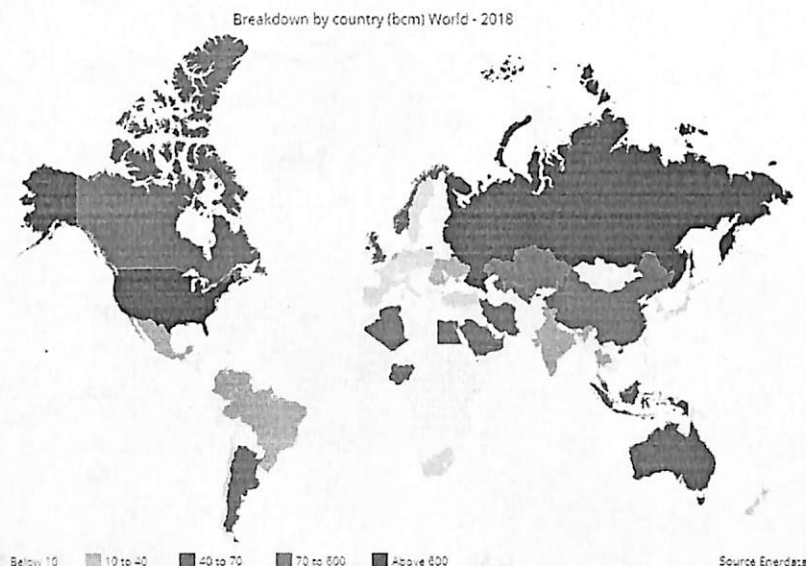 Breakdown by country (bcm) World - 2018
Below 10 10 to 40 40 to 70 70 to 600 Above 600
Source Enerdata